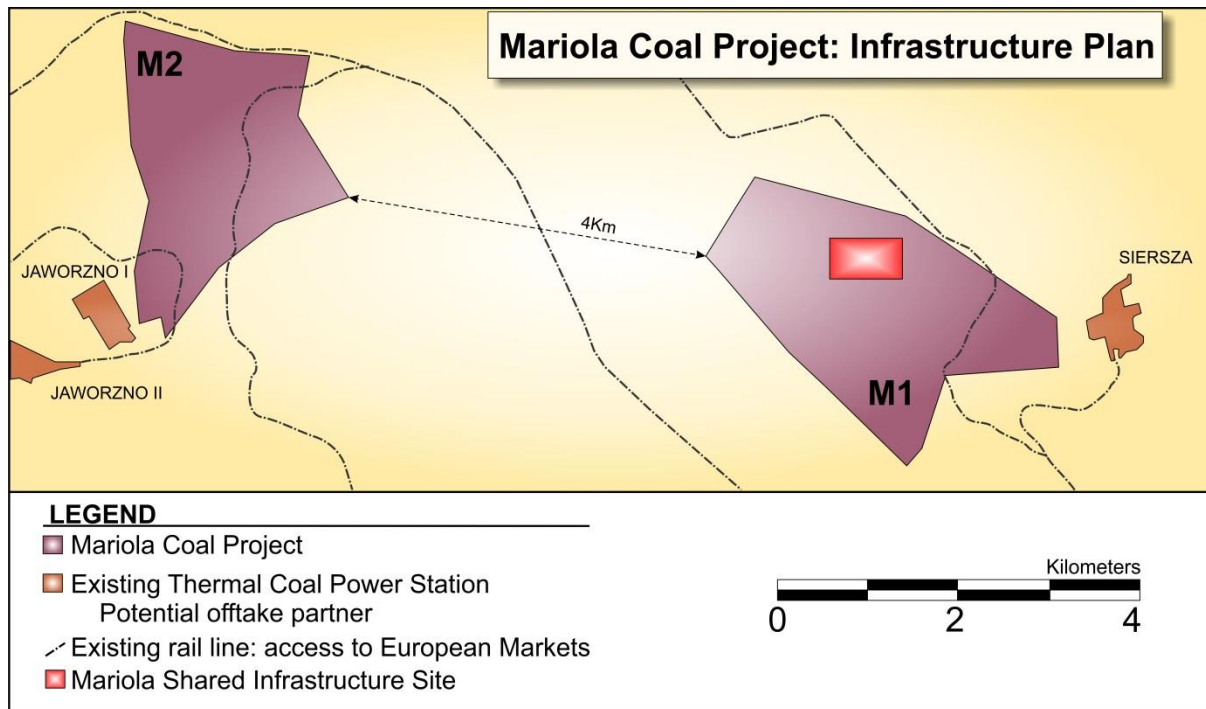 Mariola Coal Project: Infrastructure Plan
M2
4Km
JAWORZNO I
SIERSZA
JAWORZNO II
M1
LEGEND
Mariola Coal Project
Existing Thermal Coal Power Station
Potential offtake partner
Existing rail line: access to European Markets
Mariola Shared Infrastructure Site
Kilometers
0 2 4